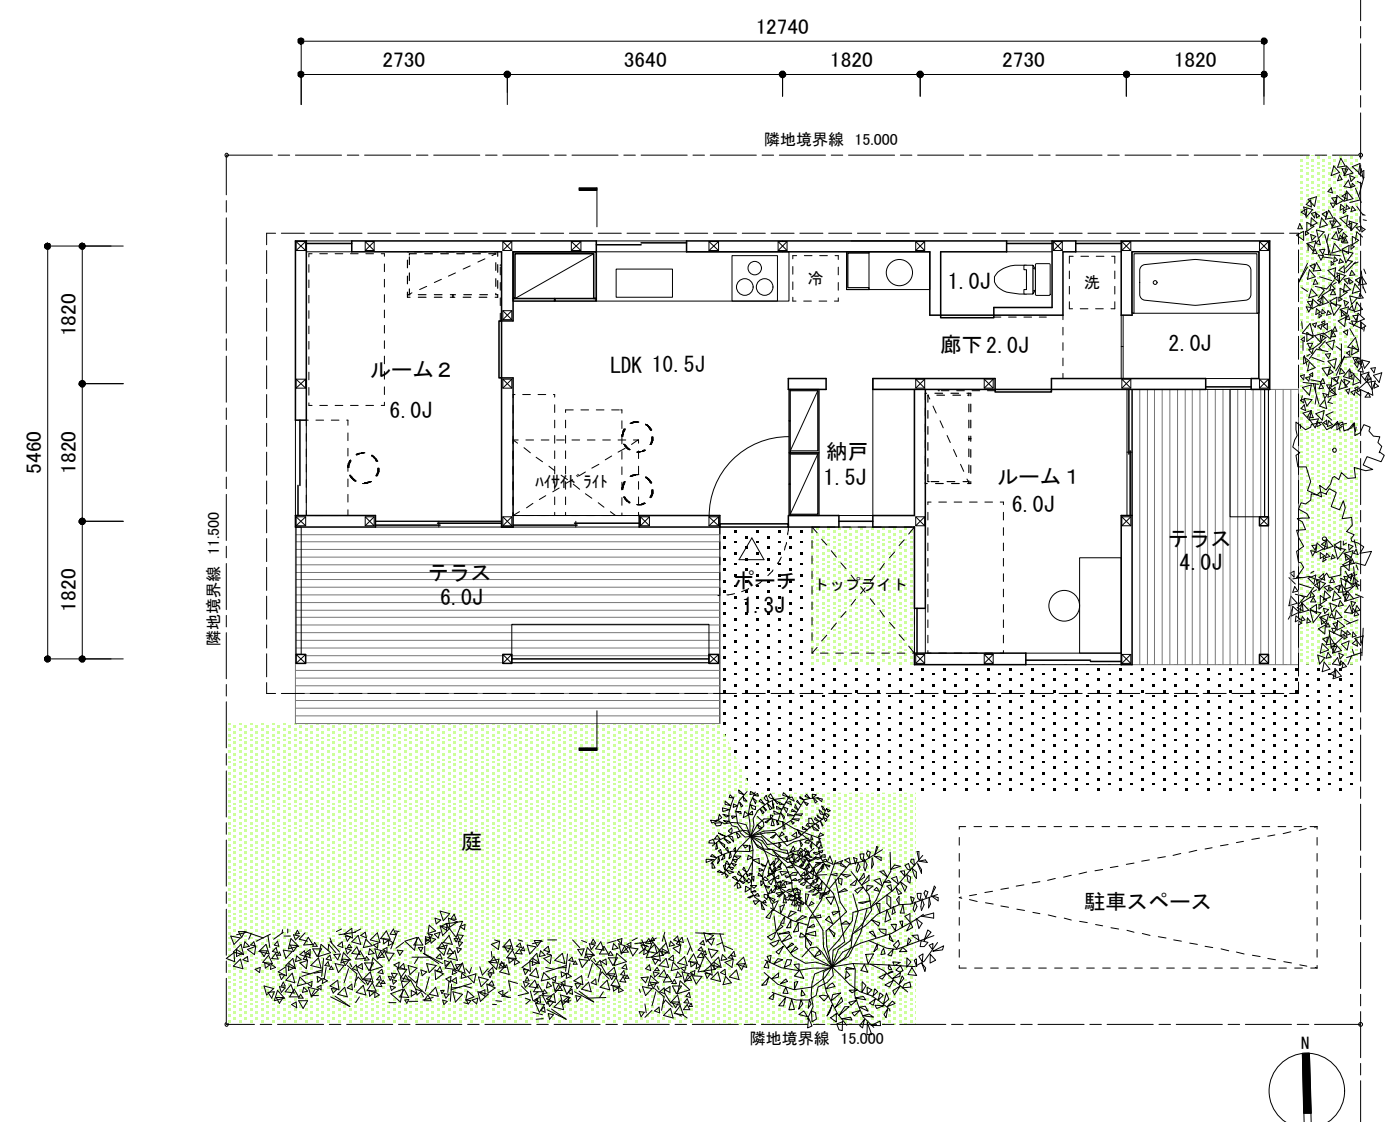 12740
2730
3640
1820
2730
1820
隣地境界線 15.000
5460
1820
1820
1820
隣地境界線 11.500
冷
1.0J
洗
廊下2.0J
2.0J
ルーム2
6.0J
LDK 10.5J
ハイサイト゛ライト
納戸
1.5J
ルーム1
6.0J
テラス
4.0J
テラス
6.0J
ポーチ
1.3J
トップライト
庭
駐車スペース
隣地境界線 15.000
N